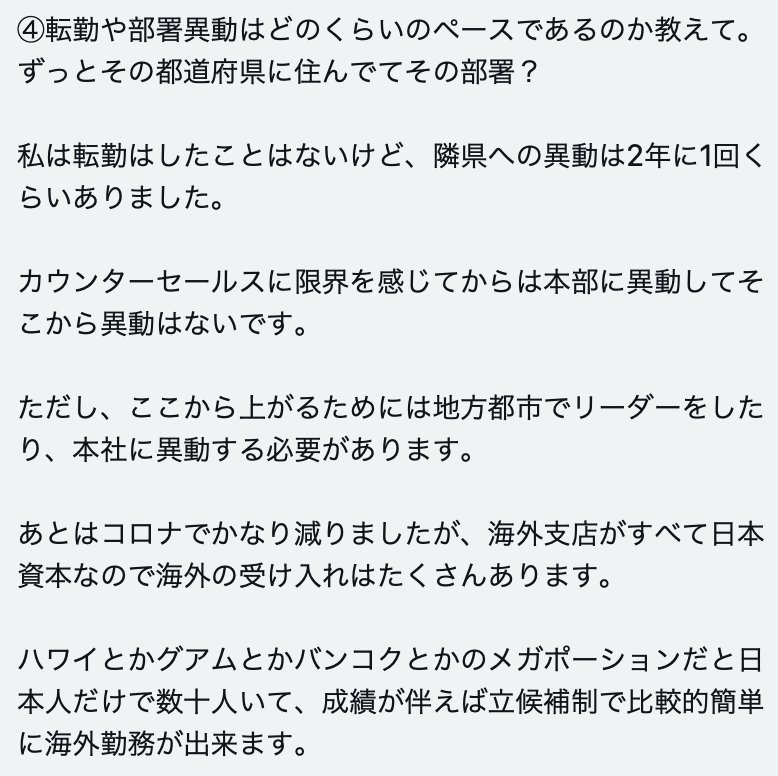 ④転勤や部署異動はどのくらいのペースであるのか教えて。
ずっとその都道府県に住んでてその部署？
私は転勤はしたことはないけど、隣県への異動は2年に1回く
らいありました。
カウンターセールスに限界を感じてからは本部に異動してそ
こから異動はないです。
ただし、ここから上がるためには地方都市でリーダーをした
り、本社に異動する必要があります。
あとはコロナでかなり減りましたが、海外支店がすべて日本
資本なので海外の受け入れはたくさんあります。
ハワイとかグアムとかバンコクとかのメガポーションだと日
本人だけで数十人いて、成績が伴えば立候補制で比較的簡単
に海外勤務が出来ます。